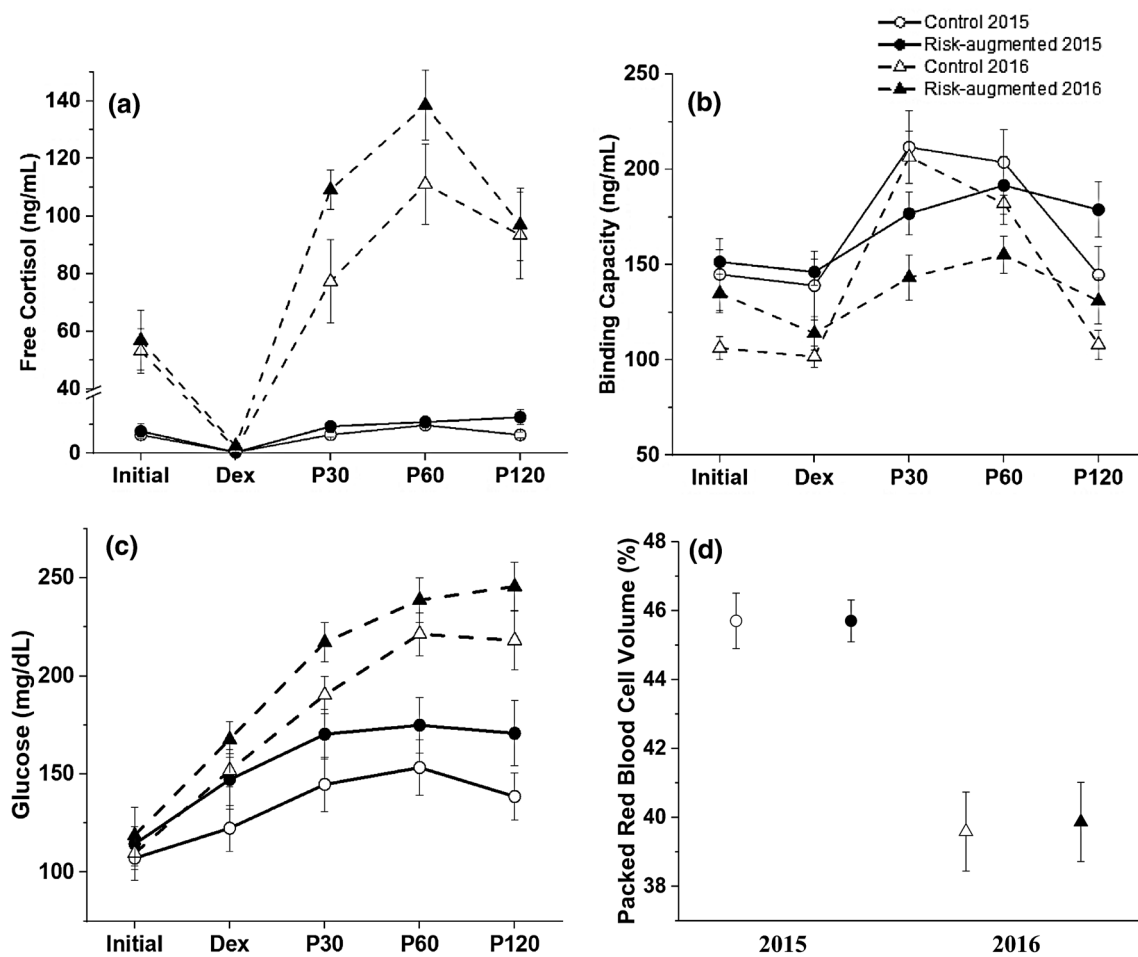 Control 2015
Risk-augmented 2015
Control 2016
Risk-augmented 2016
(a)
Free Cortisol (ng/mL)
140
120
100
80
60
40
0
Initial Dex P30 P60 P120
(b)
Binding Capacity (ng/mL)
250
200
150
100
50
Initial Dex P30 P60 P120
(c)
Glucose (mg/dL)
250
200
150
100
Initial Dex P30 P60 P120
(d)
Packed Red Blood Cell Volume (%)
48
46
44
42
40
38
2015 2016